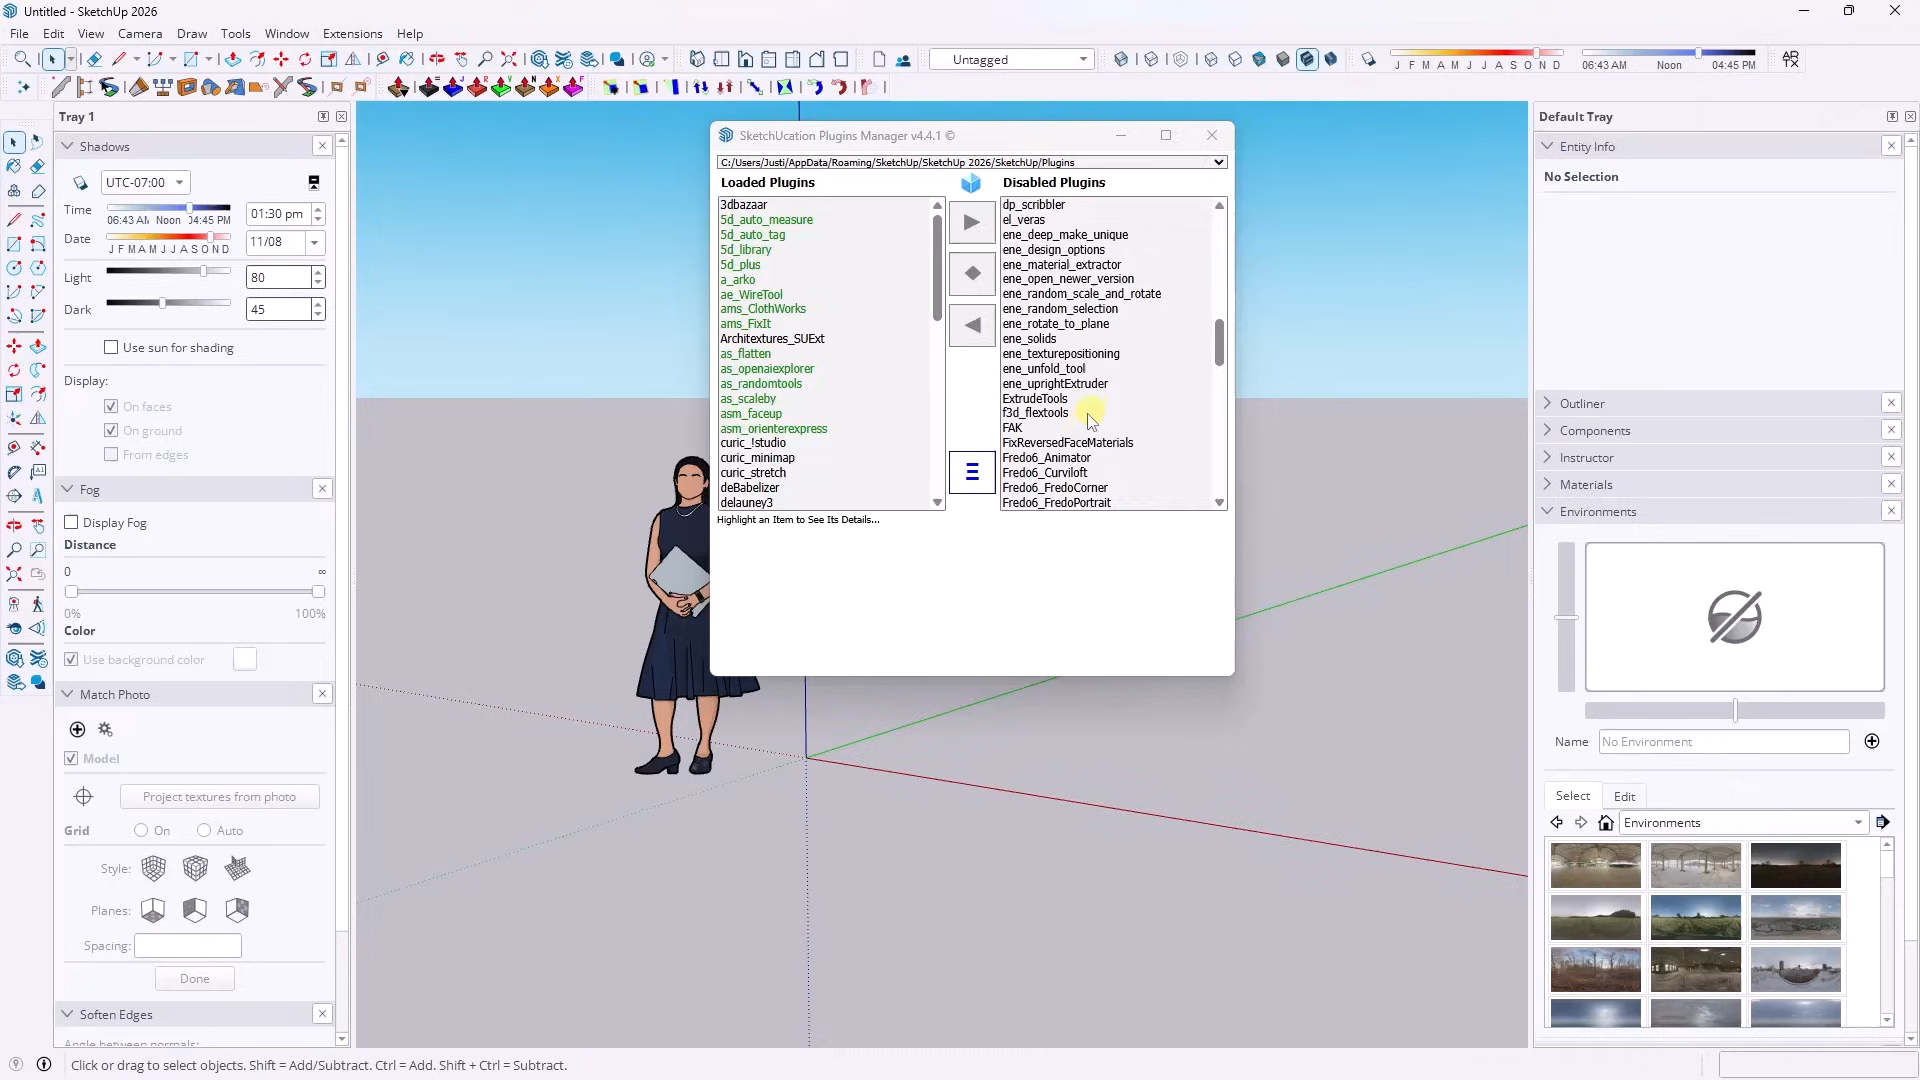 Untitled - SketchUp 2026
File Edit View Camera Draw Tools Window Extensions Help
Untagged
J F M A M J J A S O N D
06:43 AM Noon 04:45 PM
Tray 1
Shadows
UTC-07:00
Time
06:43 AM Noon 04:45 PM
01:30 pm
Date
J F M A M J J A S O N D
11/08
Light
80
Dark
45
Use sun for shading
Display:
On faces
On ground
From edges
Fog
Display Fog
Distance
0 ∞
0% 100%
Color
Use background color
Match Photo
Model
Project textures from photo
Grid On Auto
Style:
Planes:
Spacing:
Done
Soften Edges
Angle between normals:
SketchUcation Plugins Manager v4.4.1 ©
C:/Users/Justi/AppData/Roaming/SketchUp/SketchUp 2026/SketchUp/Plugins
Loaded Plugins
3dbazaar
5d_auto_measure
5d_auto_tag
5d_library
5d_plus
a_arko
ae_WireTool
ams_ClothWorks
ams_FixIt
Architextures_SUExt
as_flatten
as_openaiexplorer
as_randomtools
as_scaleby
asm_faceup
asm_orienterexpress
curic_!studio
curic_minimap
curic_stretch
deBabelizer
delauney3
Highlight an Item to See Its Details...
Disabled Plugins
dp_scribbler
el_veras
ene_deep_make_unique
ene_design_options
ene_material_extractor
ene_open_newer_version
ene_random_scale_and_rotate
ene_random_selection
ene_rotate_to_plane
ene_solids
ene_texturepositioning
ene_unfold_tool
ene_uprightExtruder
ExtrudeTools
f3d_flextools
FAK
FixReversedFaceMaterials
Fredo6_Animator
Fredo6_Curviloft
Fredo6_FredoCorner
Fredo6_FredoPortrait
Default Tray
Entity Info
No Selection
Outliner
Components
Instructor
Materials
Environments
Name No Environment
Select Edit
Environments
Click or drag to select objects. Shift = Add/Subtract. Ctrl = Add. Shift + Ctrl = Subtract.